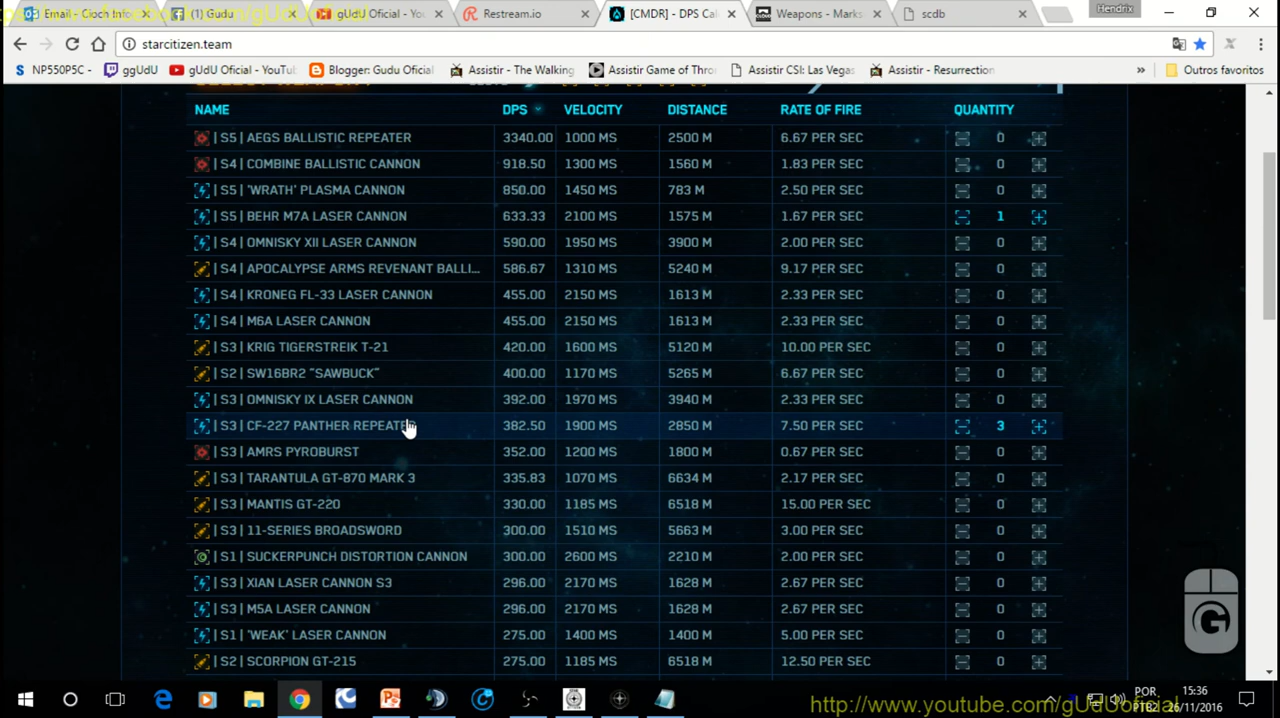 Email - Cioch Info
(1) Gudu
gUdU Oficial - Yo
Restream.io
[CMDR] - DPS Ca
Weapons - Marks
scdb
Hendrix
starcitizen.team
NP550P5C -
ggUdU
gUdU Oficial - YouTu
Blogger: Gudu Oficial
Assistir - The Walking
Assistir Game of Thro
Assistir CSI: Las Vegas
Assistir - Resurrection
»
Outros favoritos
NAME DPS VELOCITY DISTANCE RATE OF FIRE QUANTITY
| S5 | AEGS BALLISTIC REPEATER 3340.00 1000 MS 2500 M 6.67 PER SEC 0
| S4 | COMBINE BALLISTIC CANNON 918.50 1300 MS 1560 M 1.83 PER SEC 0
| S5 | 'WRATH' PLASMA CANNON 850.00 1450 MS 783 M 2.50 PER SEC 0
| S5 | BEHR M7A LASER CANNON 633.33 2100 MS 1575 M 1.67 PER SEC 1
| S4 | OMNISKY XII LASER CANNON 590.00 1950 MS 3900 M 2.00 PER SEC 0
| S4 | APOCALYPSE ARMS REVENANT BALLI... 586.67 1310 MS 5240 M 9.17 PER SEC 0
| S4 | KRONEG FL-33 LASER CANNON 455.00 2150 MS 1613 M 2.33 PER SEC 0
| S4 | M6A LASER CANNON 455.00 2150 MS 1613 M 2.33 PER SEC 0
| S3 | KRIG TIGERSTREIK T-21 420.00 1600 MS 5120 M 10.00 PER SEC 0
| S2 | SW16BR2 "SAWBUCK" 400.00 1170 MS 5265 M 6.67 PER SEC 0
| S3 | OMNISKY IX LASER CANNON 392.00 1970 MS 3940 M 2.33 PER SEC 0
| S3 | CF-227 PANTHER REPEATE 382.50 1900 MS 2850 M 7.50 PER SEC 3
| S3 | AMRS PYROBURST 352.00 1200 MS 1800 M 0.67 PER SEC 0
| S3 | TARANTULA GT-870 MARK 3 335.83 1070 MS 6634 M 2.17 PER SEC 0
| S3 | MANTIS GT-220 330.00 1185 MS 6518 M 15.00 PER SEC 0
| S3 | 11-SERIES BROADSWORD 300.00 1510 MS 5663 M 3.00 PER SEC 0
| S1 | SUCKERPUNCH DISTORTION CANNON 300.00 2600 MS 2210 M 2.00 PER SEC 0
| S3 | XIAN LASER CANNON S3 296.00 2170 MS 1628 M 2.67 PER SEC 0
| S3 | M5A LASER CANNON 296.00 2170 MS 1628 M 2.67 PER SEC 0
| S1 | 'WEAK' LASER CANNON 275.00 1400 MS 1400 M 5.00 PER SEC 0
| S2 | SCORPION GT-215 275.00 1185 MS 6518 M 12.50 PER SEC 0
POR 15:36
PTB2 26/11/2016
http://www.youtube.com/gUdUoficial